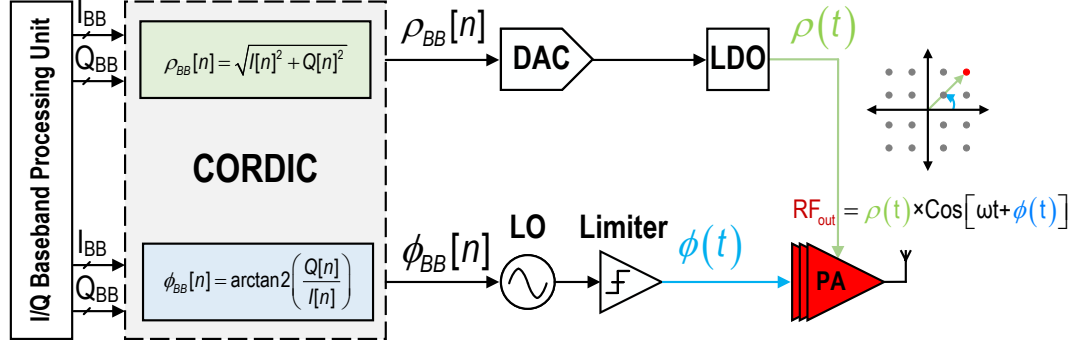 I/Q Baseband Processing Unit
I_BB
Q_BB
I_BB
Q_BB
ρ_BB[n] = √(I[n]² + Q[n]²)
CORDIC
ϕ_BB[n] = arctan2(Q[n]/I[n])
ρ_BB[n]
DAC
LDO
ρ(t)
ϕ_BB[n]
LO
Limiter
ϕ(t)
RF_out = ρ(t)×Cos[ωt+ϕ(t)]
PA